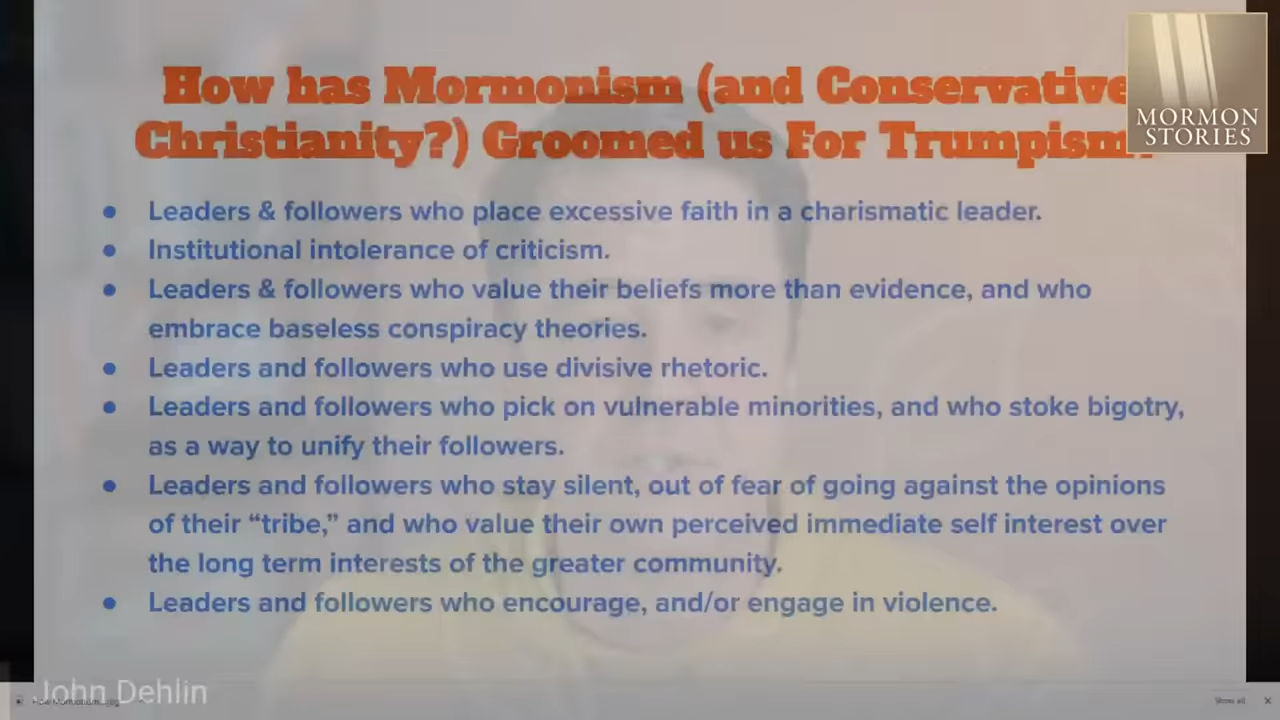 How has Mormonism (and Conservative
Christianity?) Groomed us For Trumpism
MORMON
STORIES
● Leaders & followers who place excessive faith in a charismatic leader.
● Institutional intolerance of criticism.
● Leaders & followers who value their beliefs more than evidence, and who
embrace baseless conspiracy theories.
● Leaders and followers who use divisive rhetoric.
● Leaders and followers who pick on vulnerable minorities, and who stoke bigotry,
as a way to unify their followers.
● Leaders and followers who stay silent, out of fear of going against the opinions
of their “tribe,” and who value their own perceived immediate self interest over
the long term interests of the greater community.
● Leaders and followers who encourage, and/or engage in violence.
John Dehlin
Show all